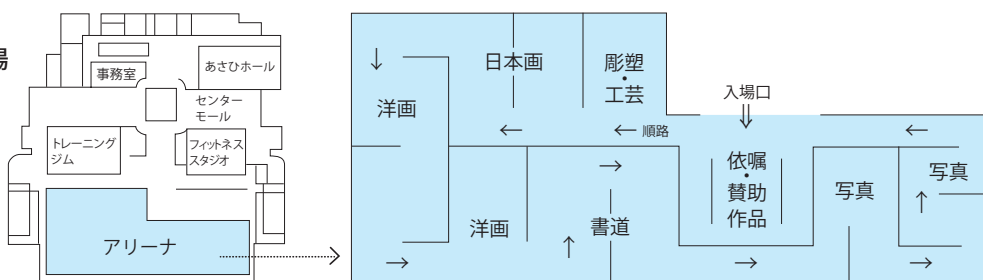 場
事務室
あさひホール
センター
モール
トレーニング
ジム
フィットネス
スタジオ
アリーナ
日本画
彫塑
・
工芸
洋画
← 順路
入場口
依嘱
・
賛助
作品
写真
写真
洋画
書道